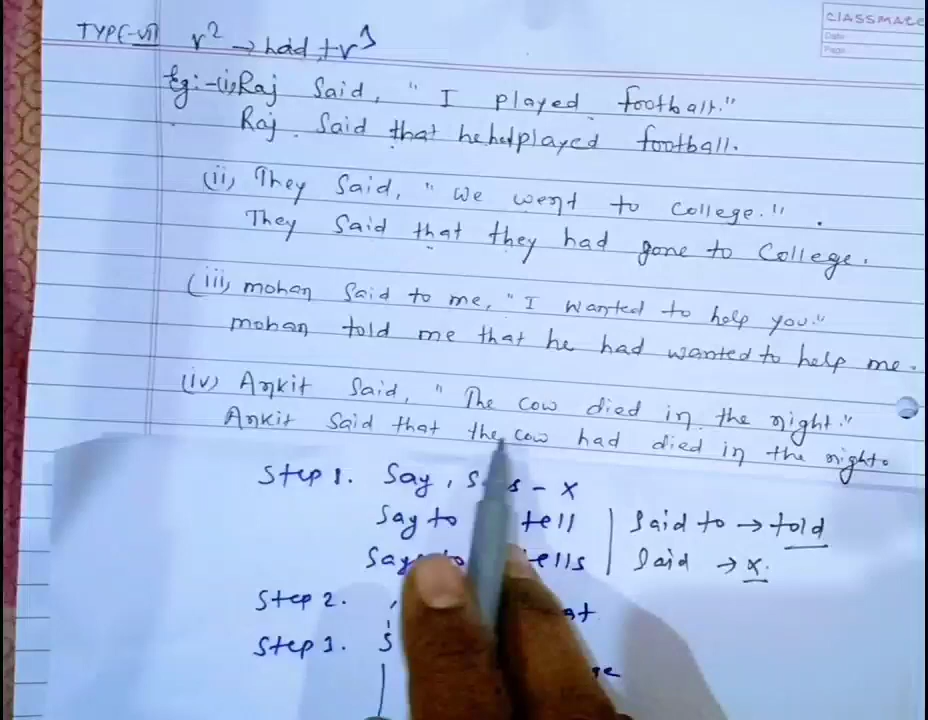 CLASSMATE
Date
Page
TYPE-VII v² → had + v³
Eg:-(i) Raj Said, "I played football."
Raj Said that he had played football.
(ii) They Said, "We went to College."
They Said that they had gone to College.
(iii) mohan Said to me, "I wanted to help you."
mohan told me that he had wanted to help me.
(iv) Ankit Said, "The cow died in the night."
Ankit Said that the cow had died in the night.
Step 1. Say, - x
Say to tell | Said to → told
tells | Said → x.
Step 2.
Step 3. S